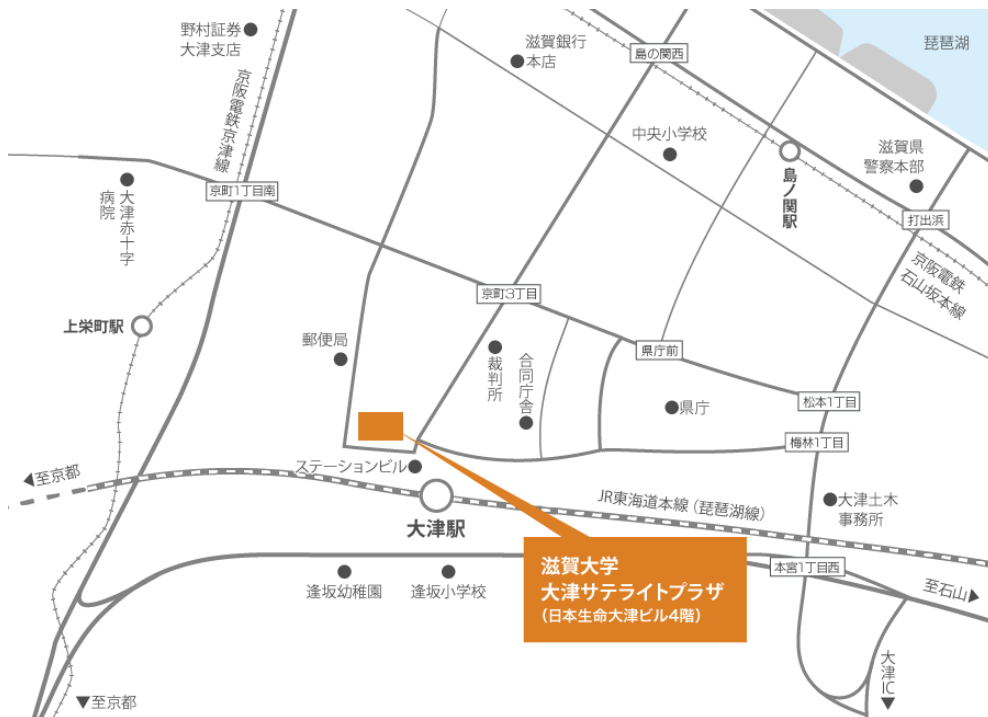 野村証券
大津支店
滋賀銀行
本店
島の関西
琵琶湖
京阪電鉄京津線
中央小学校
滋賀県
警察本部
島ノ関駅
大津赤十字
病院
京町1丁目南
打出浜
京阪電鉄
石山坂本線
京町3丁目
上栄町駅
郵便局
裁判所
合同庁舎
県庁前
県庁
松本1丁目
梅林1丁目
ステーションビル
◀至京都
大津駅
JR東海道本線（琵琶湖線）
大津土木
事務所
滋賀大学
大津サテライトプラザ
（日本生命大津ビル4階）
本宮1丁目西
至石山▶
逢坂幼稚園
逢坂小学校
大津IC▼
▼至京都